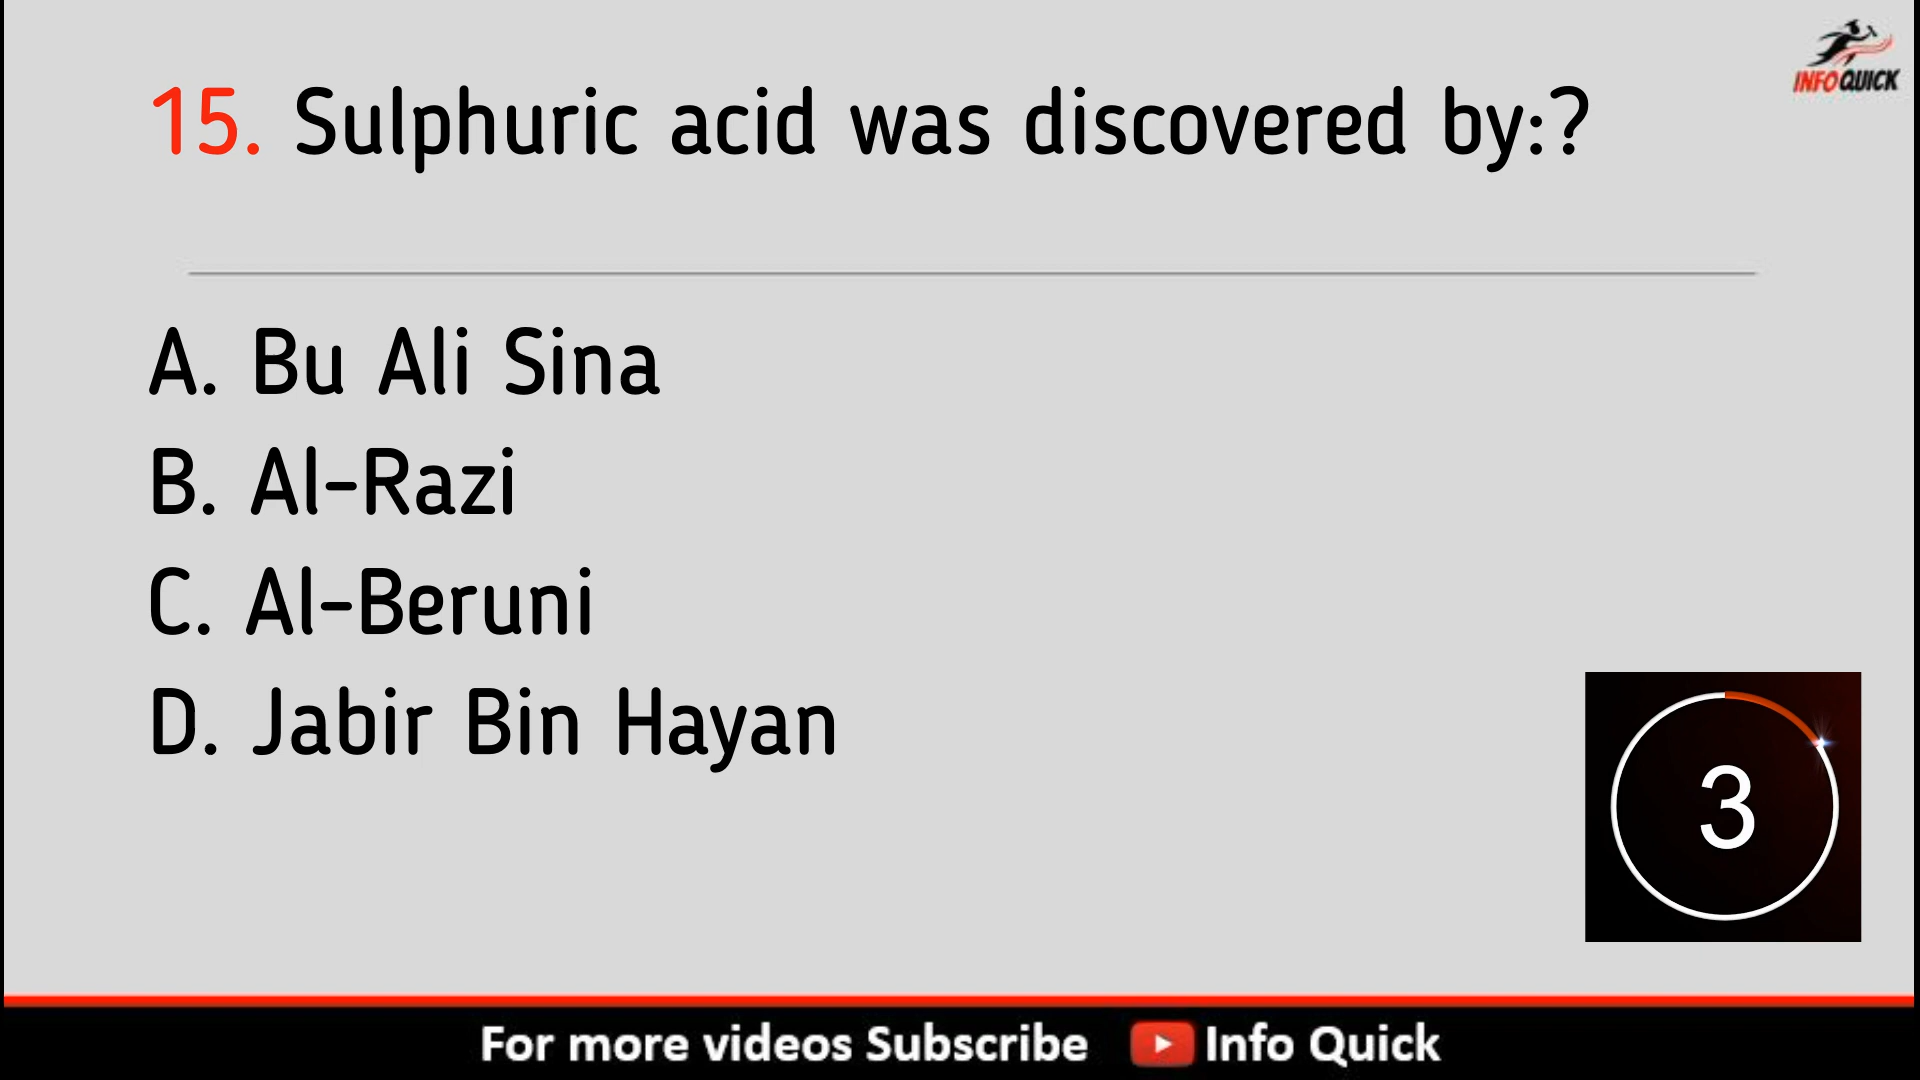 INFOQUICK
15. Sulphuric acid was discovered by:?
A. Bu Ali Sina
B. Al-Razi
C. Al-Beruni
D. Jabir Bin Hayan
3
For more videos Subscribe Info Quick